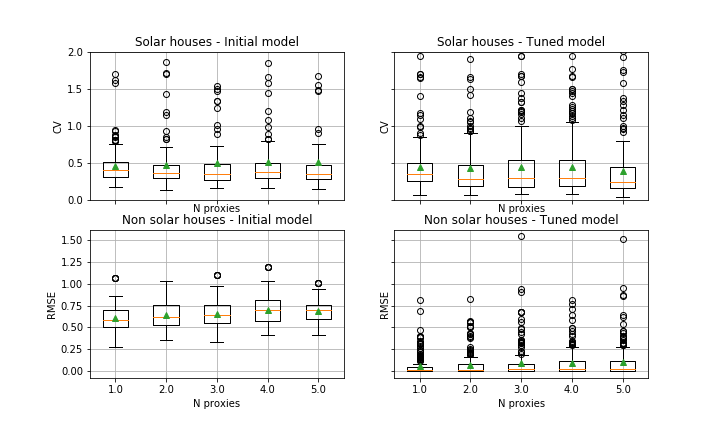 Solar houses - Initial model
2.0
1.5
1.0
0.5
0.0
CV
N proxies
Solar houses - Tuned model
CV
N proxies
Non solar houses - Initial model
1.50
1.25
1.00
0.75
0.50
0.25
0.00
RMSE
1.0 2.0 3.0 4.0 5.0
N proxies
Non solar houses - Tuned model
RMSE
1.0 2.0 3.0 4.0 5.0
N proxies